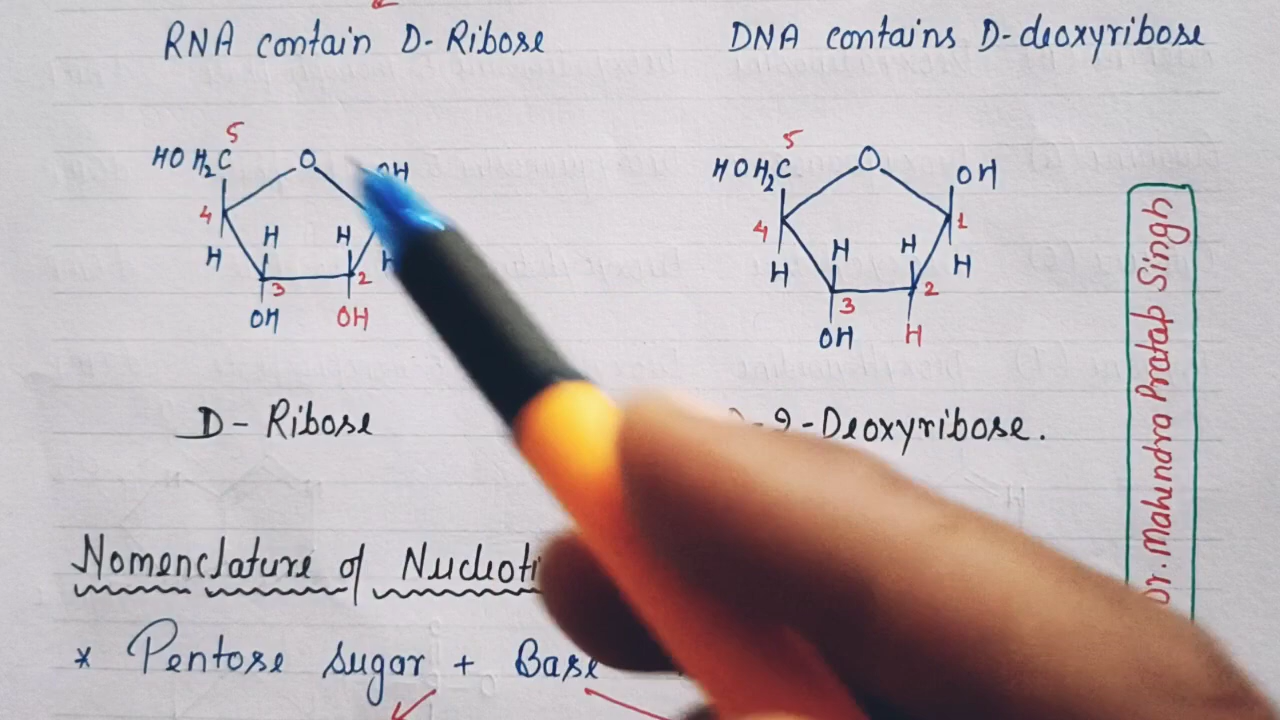 RNA contain D-Ribose
DNA contains D-deoxyribose
5
HOH₂C O OH
4
H H H H
3 2
OH OH
5
HOH₂C O OH
4 1
H H H H
3 2
OH H
D-Ribose
-2-Deoxyribose.
Nomenclature of
* Pentose sugar + Base
Dr. Mahendra Pratap Singh